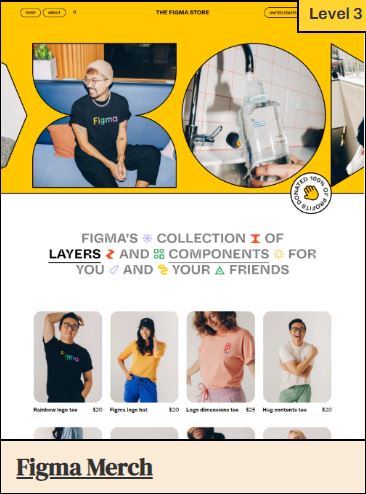 SHOP ABOUT THE FIGMA STORE UNITED STATES
Level 3
Figma
DONATED 100% OF PROFITS
FIGMA'S COLLECTION OF
LAYERS AND COMPONENTS FOR
YOU AND YOUR FRIENDS
Figma
Rainbow logo tee $20 Figma logo hat $20 Logo dimensions tee $25 Hug contents tee $20
Figma Merch